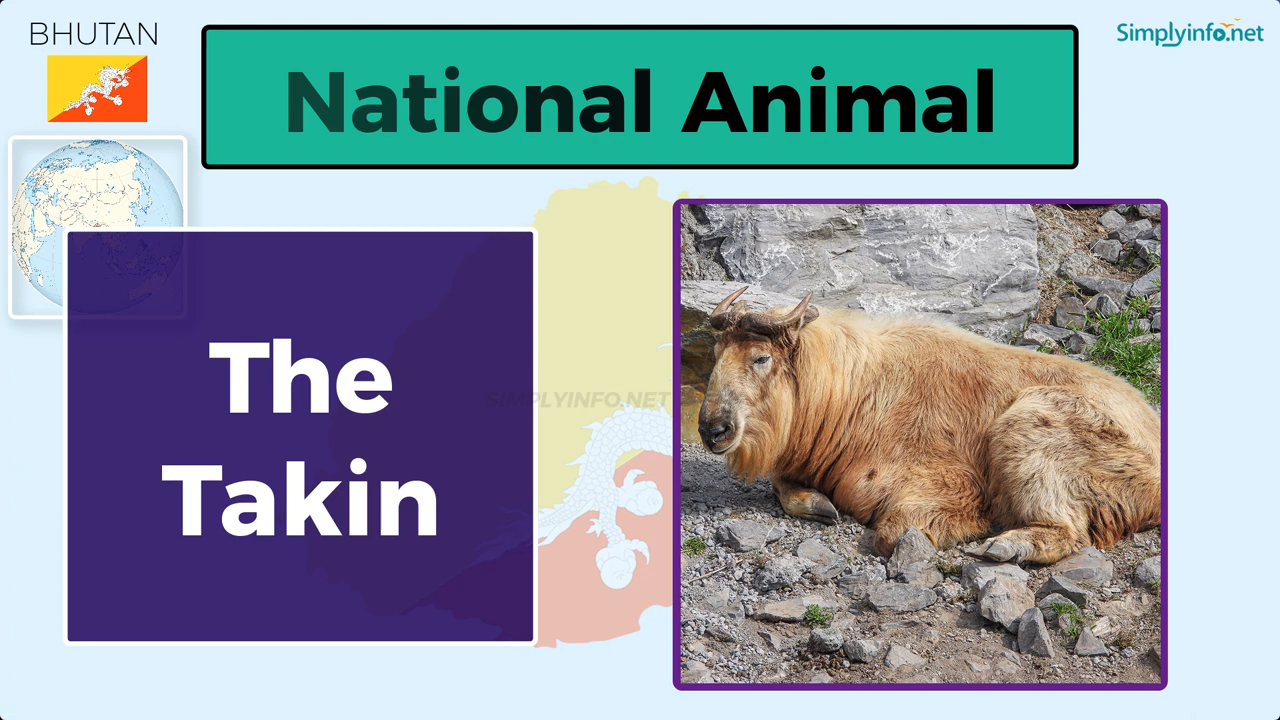 BHUTAN
Simplyinfo.net
National Animal
The
Takin
SIMPLYINFO.NET